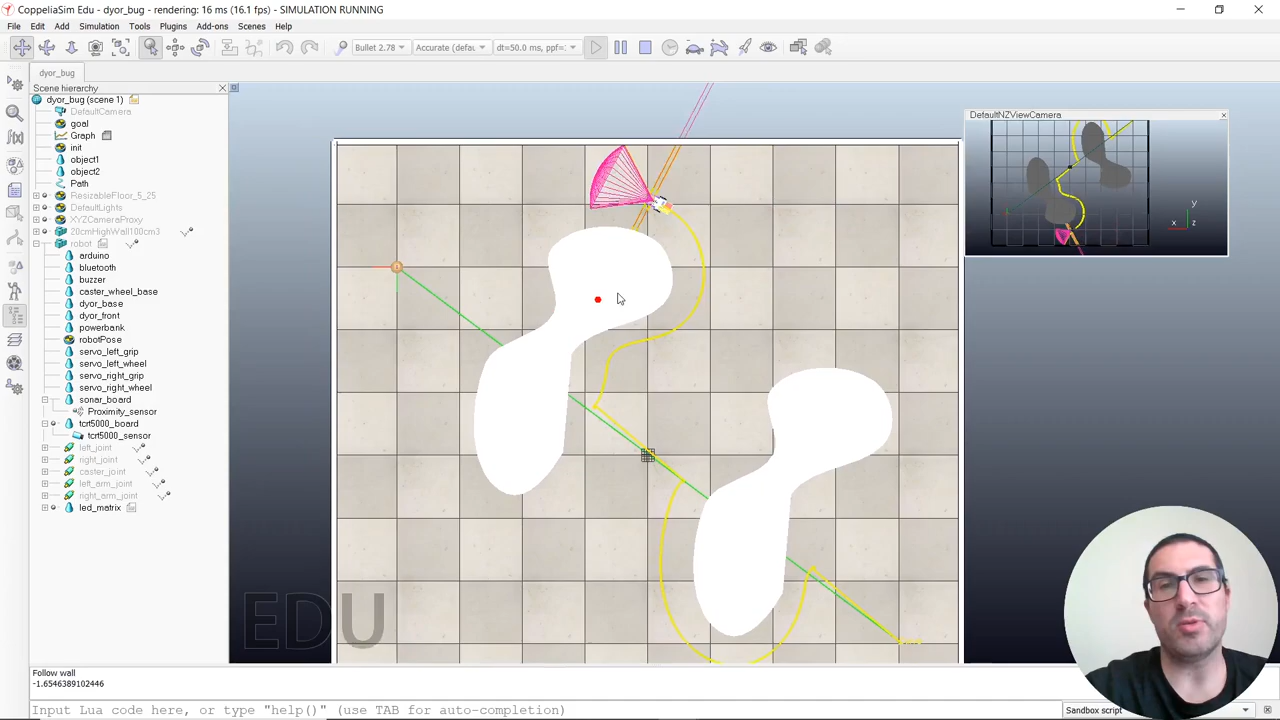 CoppeliaSim Edu - dyor_bug - rendering: 16 ms (16.1 fps) - SIMULATION RUNNING
File Edit Add Simulation Tools Plugins Add-ons Scenes Help
Bullet 2.78 Accurate (defau dt=50.0 ms, ppf=
dyor_bug
Scene hierarchy
dyor_bug (scene 1)
DefaultCamera
goal
Graph
init
object1
object2
Path
ResizableFloor_5_25
DefaultLights
XYZCameraProxy
20cmHighWall100cm3
robot
arduino
bluetooth
buzzer
caster_wheel_base
dyor_base
dyor_front
powerbank
robotPose
servo_left_grip
servo_left_wheel
servo_right_grip
servo_right_wheel
sonar_board
Proximity_sensor
tcrt5000_board
tcrt5000_sensor
left_joint
right_joint
caster_joint
left_arm_joint
right_arm_joint
led_matrix
DefaultNZViewCamera
y
x
z
EDU
Follow wall
-1.6546389102446
Input Lua code here, or type "help()" (use TAB for auto-completion)
Sandbox script